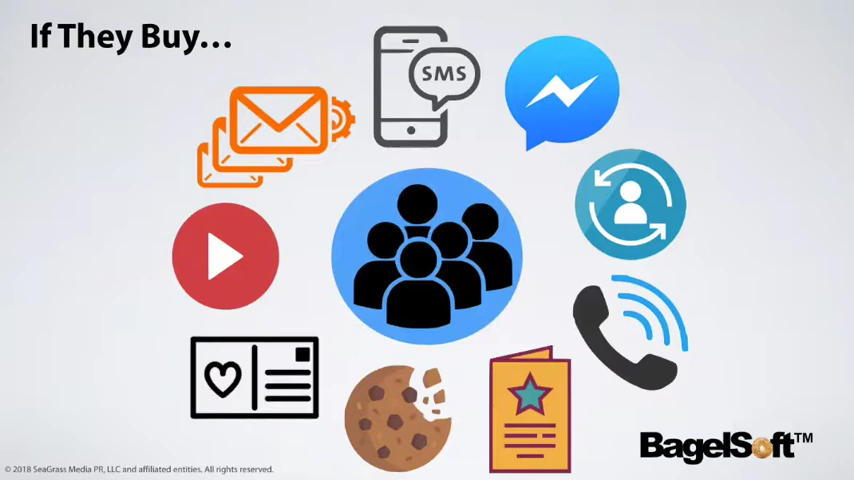 If They Buy...
SMS
BagelSoft™
© 2018 SeaGrass Media PR, LLC and affiliated entities. All rights reserved.